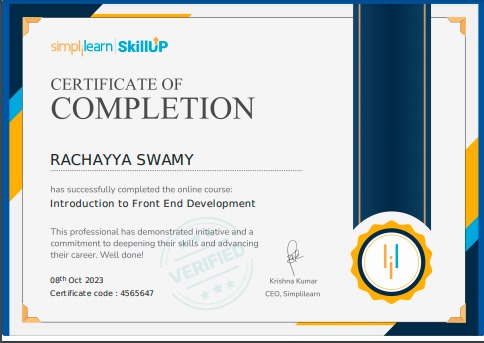 simplilearn | SkillUP
CERTIFICATE OF
COMPLETION
RACHAYYA SWAMY
has successfully completed the online course:
Introduction to Front End Development
This professional has demonstrated initiative and a
commitment to deepening their skills and advancing
their career. Well done!
VERIFIED
08th Oct 2023
Certificate code : 4565647
Krishna Kumar
CEO, Simplilearn